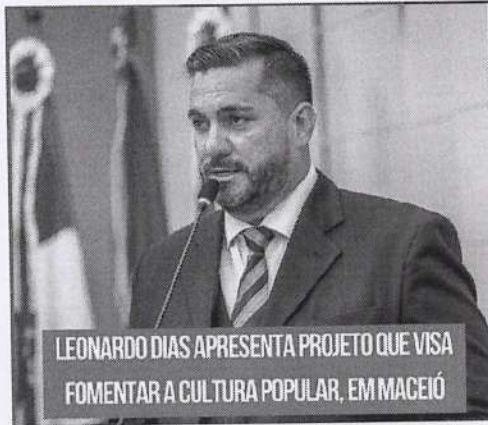 LEONARDO DIAS APRESENTA PROJETO QUE VISA
FOMENTAR A CULTURA POPULAR, EM MACEIÓ